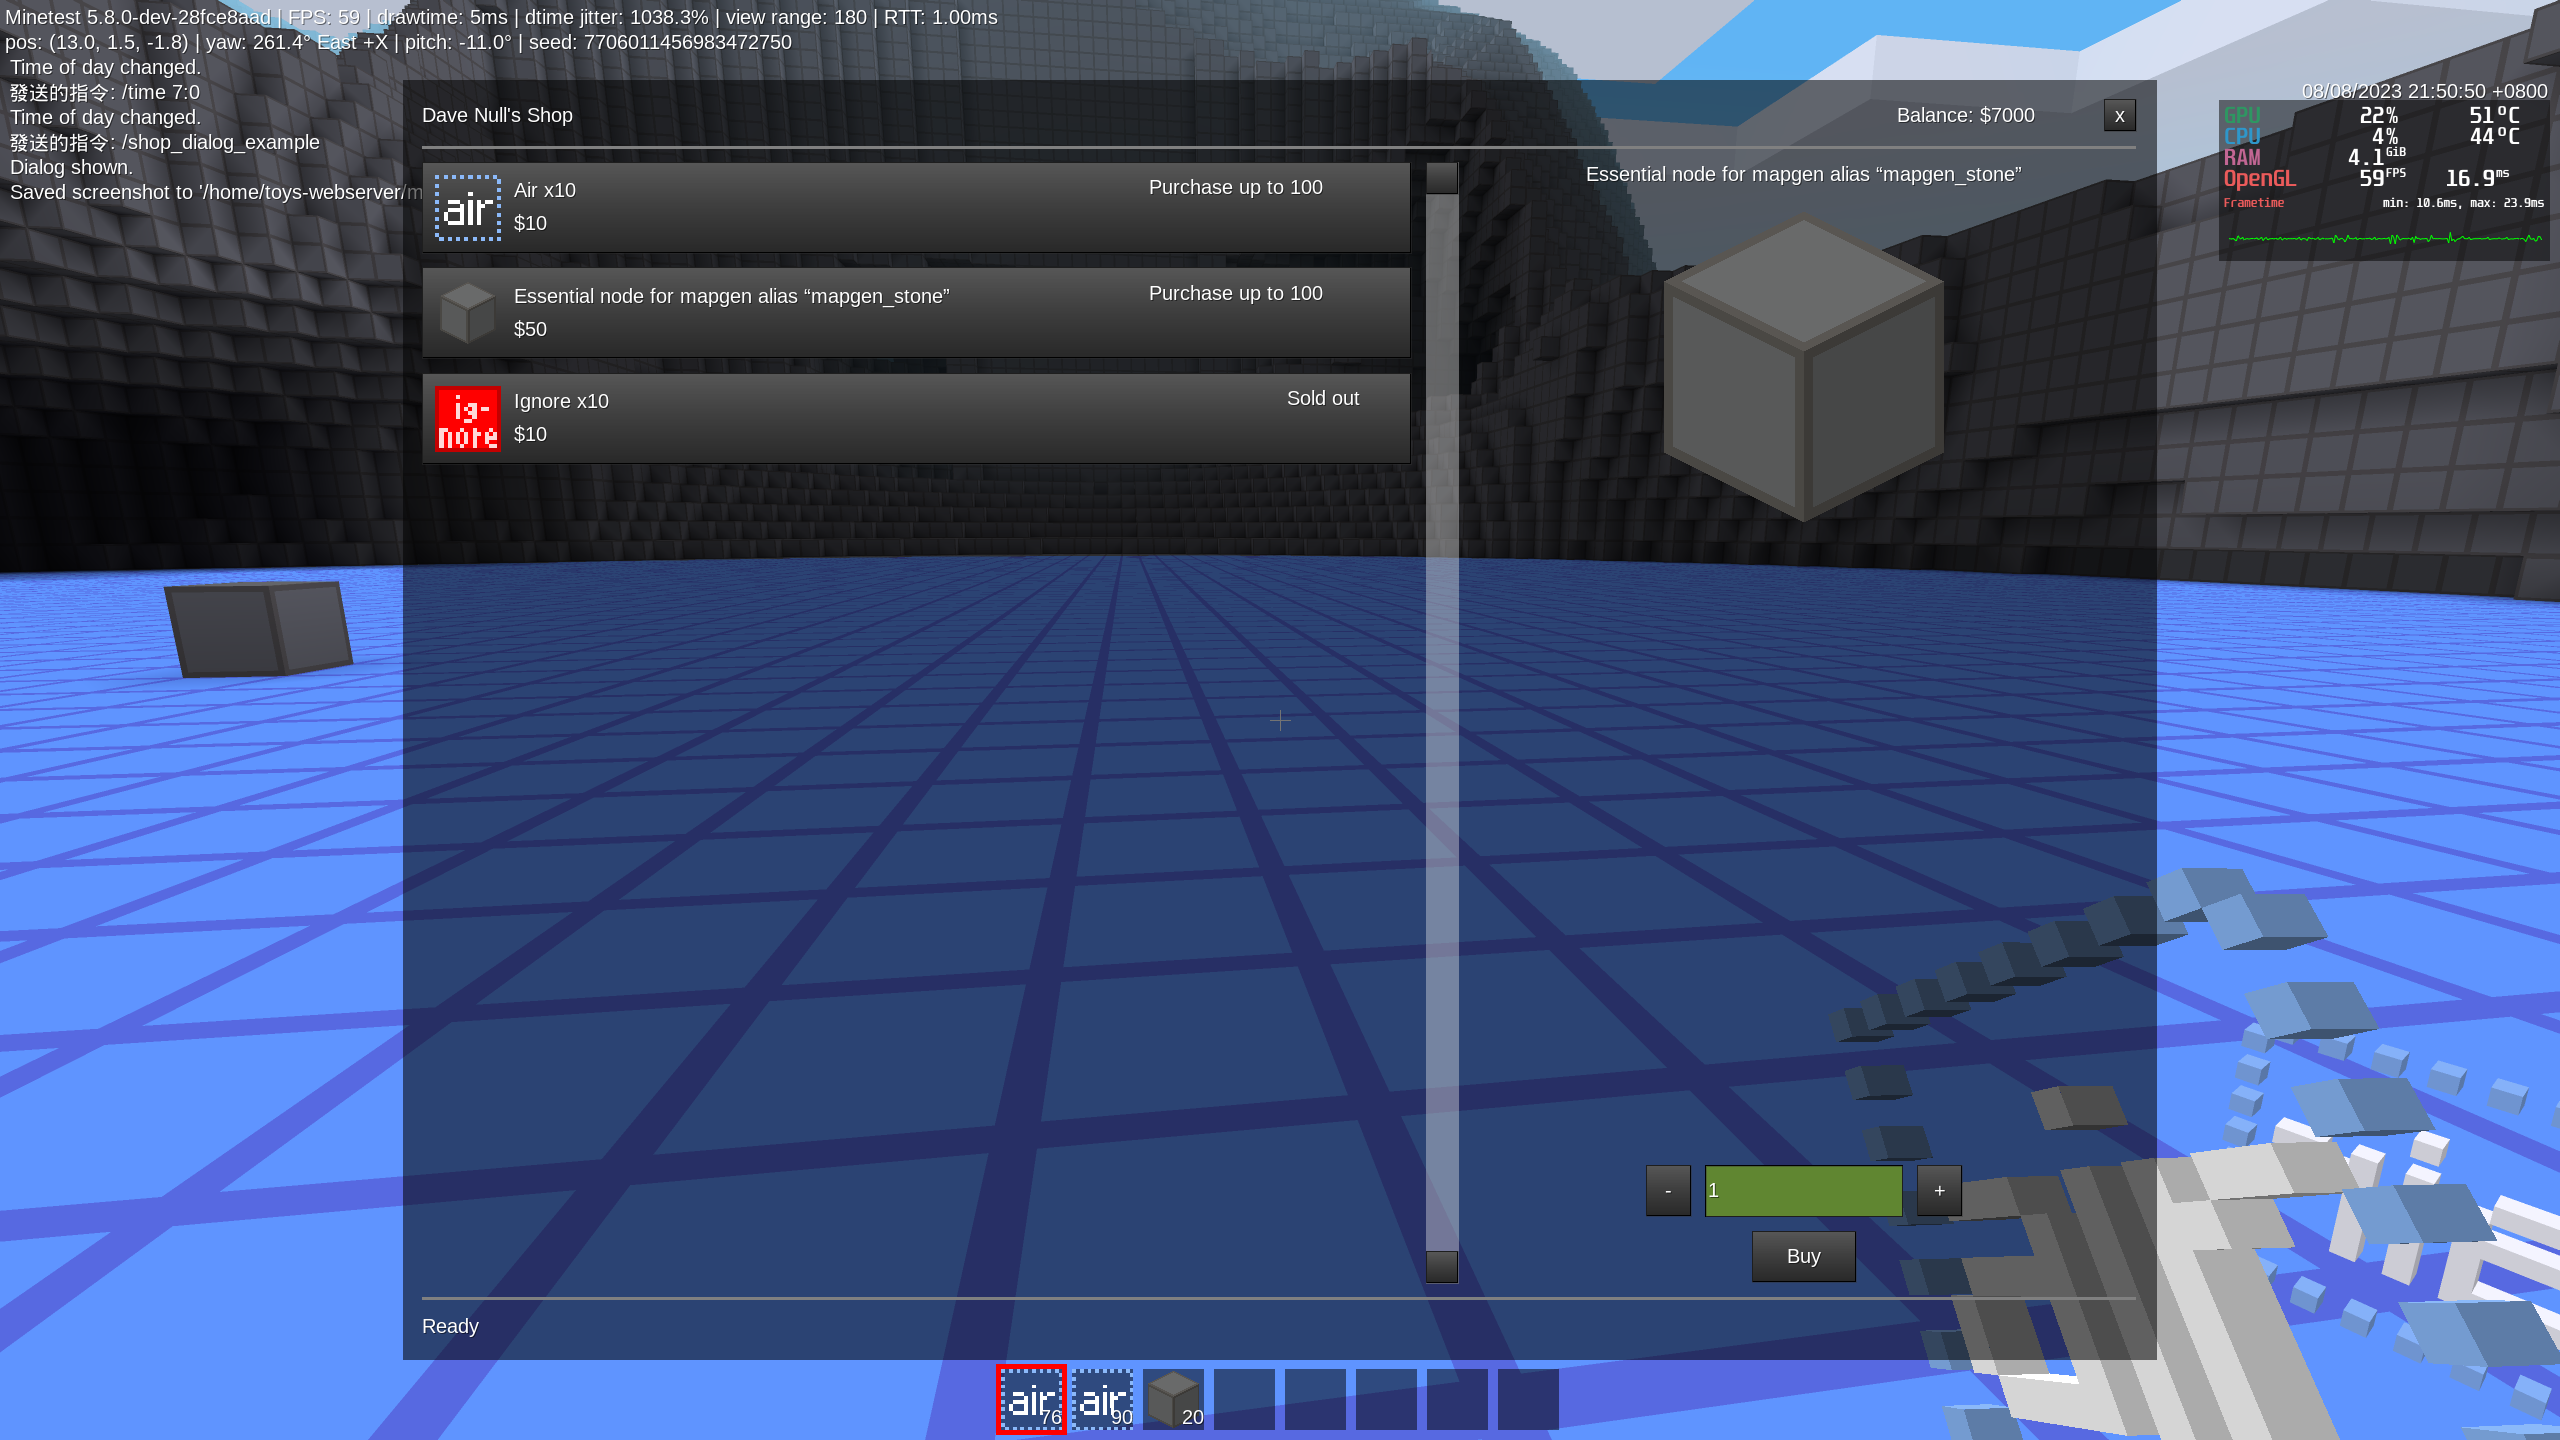 Minetest 5.8.0-dev-28fce8aad | FPS: 59 | drawtime: 5ms | dtime jitter: 1038.3% | view range: 180 | RTT: 1.00ms
pos: (13.0, 1.5, -1.8) | yaw: 261.4° East +X | pitch: -11.0° | seed: 7706011456983472750
Time of day changed.
發送的指令: /time 7:0
Time of day changed.
發送的指令: /shop_dialog_example
Dialog shown.
Saved screenshot to '/home/toys-webserver/m
08/08/2023 21:50:50 +0800
GPU 22% 51°C
CPU 4% 44°C
RAM 4.1GiB
OpenGL 59FPS 16.9ms
Frametime min: 10.6ms, max: 23.9ms
Dave Null's Shop
Balance: $7000
x
air
Air x10
$10
Purchase up to 100
Essential node for mapgen alias “mapgen_stone”
$50
Purchase up to 100
ig-
nore
Ignore x10
$10
Sold out
Essential node for mapgen alias “mapgen_stone”
- 1 +
Buy
Ready
air 76
air 90
20